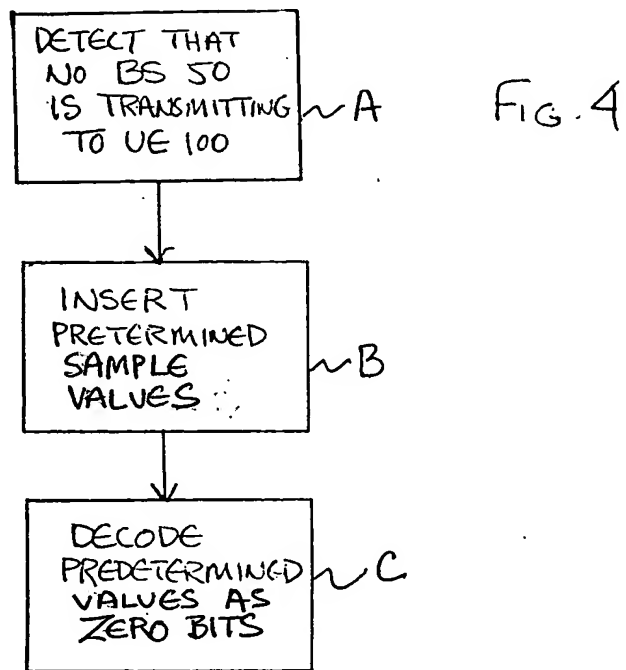 DETECT THAT
NO BS 50
IS TRANSMITTING
TO UE 100
A
FIG. 4
INSERT
PRETERMINED
SAMPLE
VALUES
B
DECODE
PREDETERMINED
VALUES AS
ZERO BITS
C